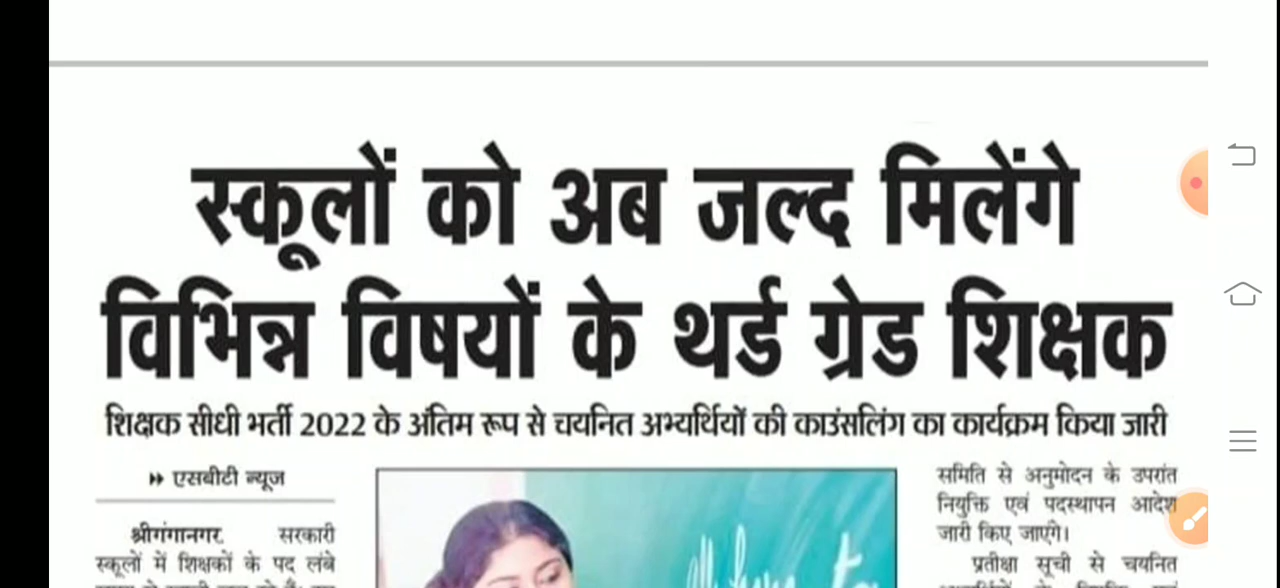 स्कूलों को अब जल्द मिलेंगे
विभिन्न विषयों के थर्ड ग्रेड शिक्षक
शिक्षक सीधी भर्ती 2022 के अंतिम रूप से चयनित अभ्यर्थियों की काउंसलिंग का कार्यक्रम किया जारी
एसबीटी न्यूज
श्रीगंगानगर. सरकारी
स्कूलों में शिक्षकों के पद लंबे
समिति से अनुमोदन के उपरांत
नियुक्ति एवं पदस्थापन आदेश
जारी किए जाएंगे।
प्रतीक्षा सूची से चयनित